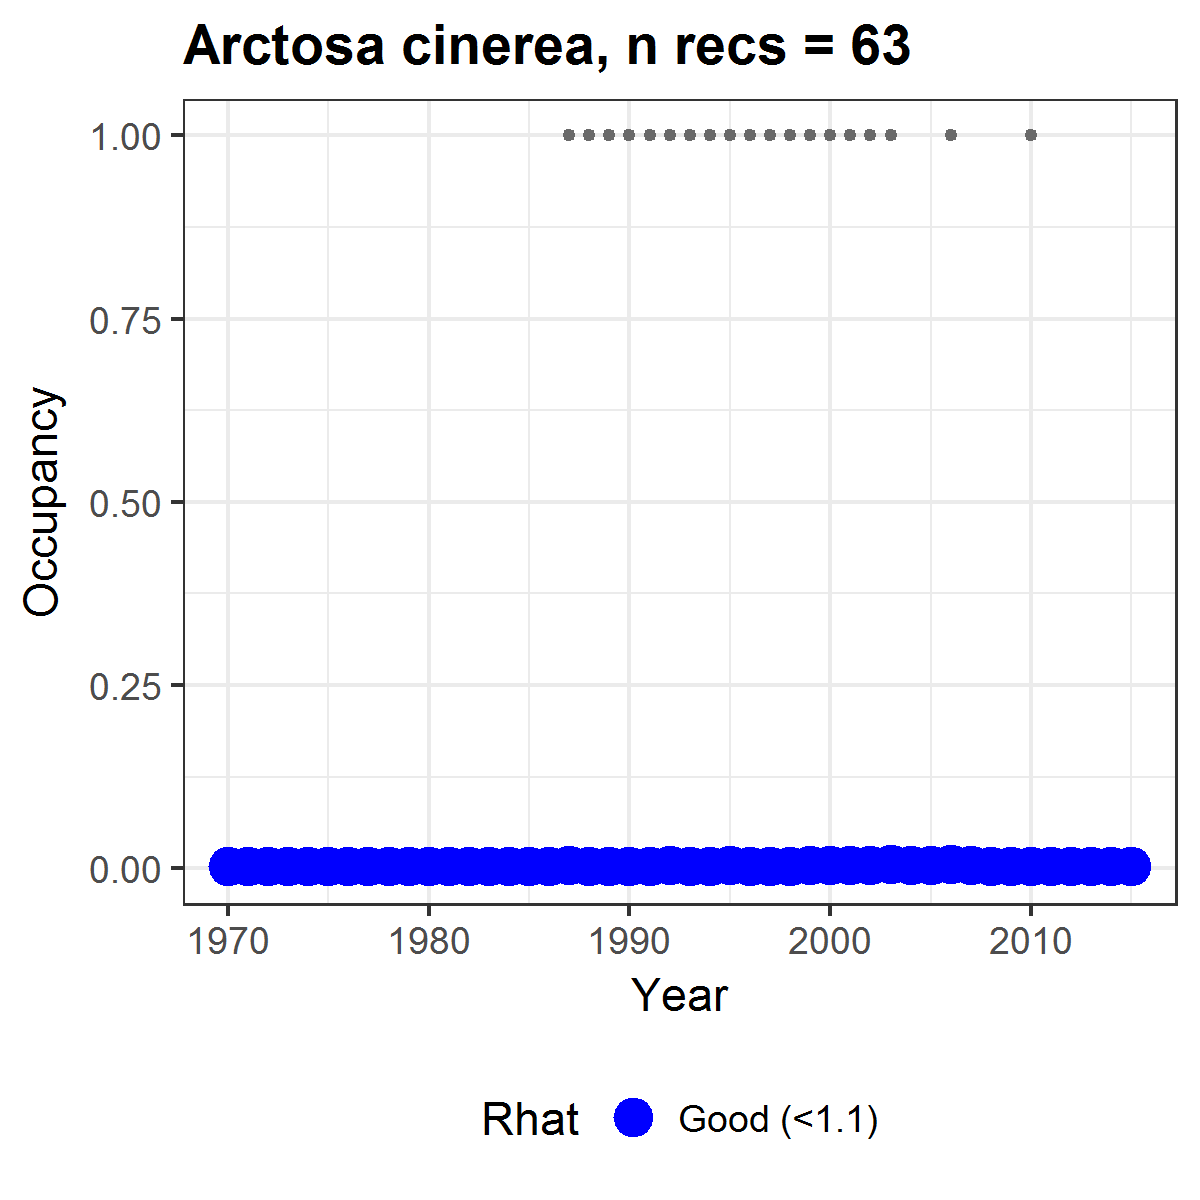 Arctosa cinerea, n recs = 63
1.00
0.75
0.50
0.25
0.00
Occupancy
1970 1980 1990 2000 2010
Year
Rhat Good (<1.1)